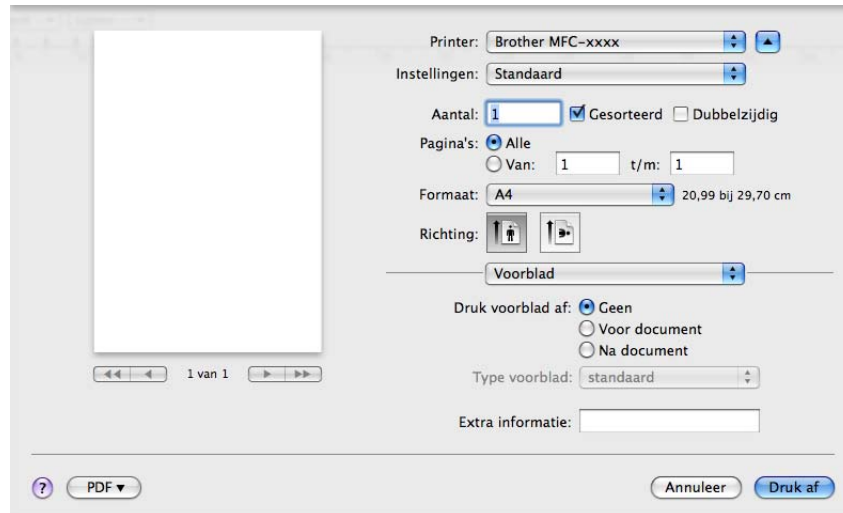 Printer: Brother MFC-xxxx
Instellingen: Standaard
Aantal: 1 Gesorteerd Dubbelzijdig
Pagina's: Alle
Van: 1 t/m: 1
Formaat: A4 20,99 bij 29,70 cm
Richting:
Voorblad
Druk voorblad af: Geen
Voor document
Na document
1 van 1
Type voorblad: standaard
Extra informatie:
? PDF ▾ Annuleer Druk af